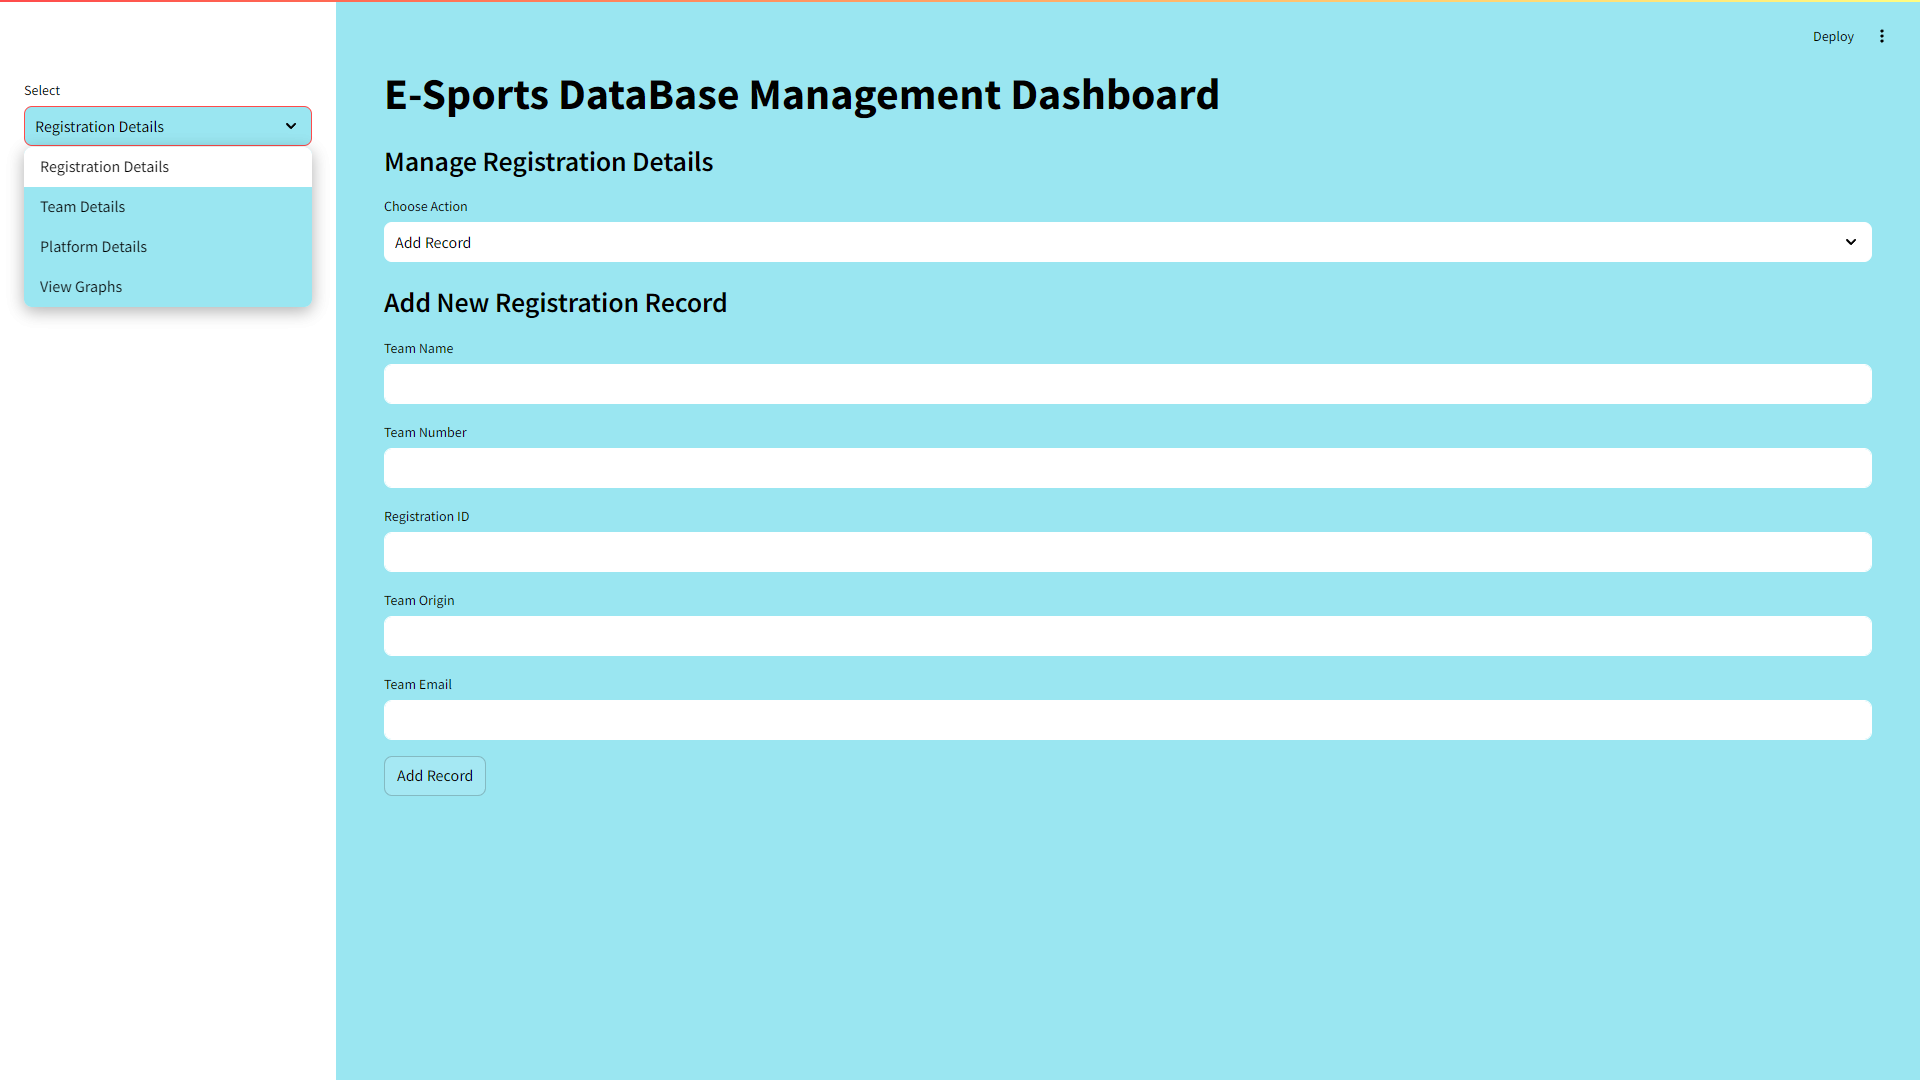 Deploy
Select
Registration Details
Registration Details
Team Details
Platform Details
View Graphs
E-Sports DataBase Management Dashboard
Manage Registration Details
Choose Action
Add Record
Add New Registration Record
Team Name
Team Number
Registration ID
Team Origin
Team Email
Add Record